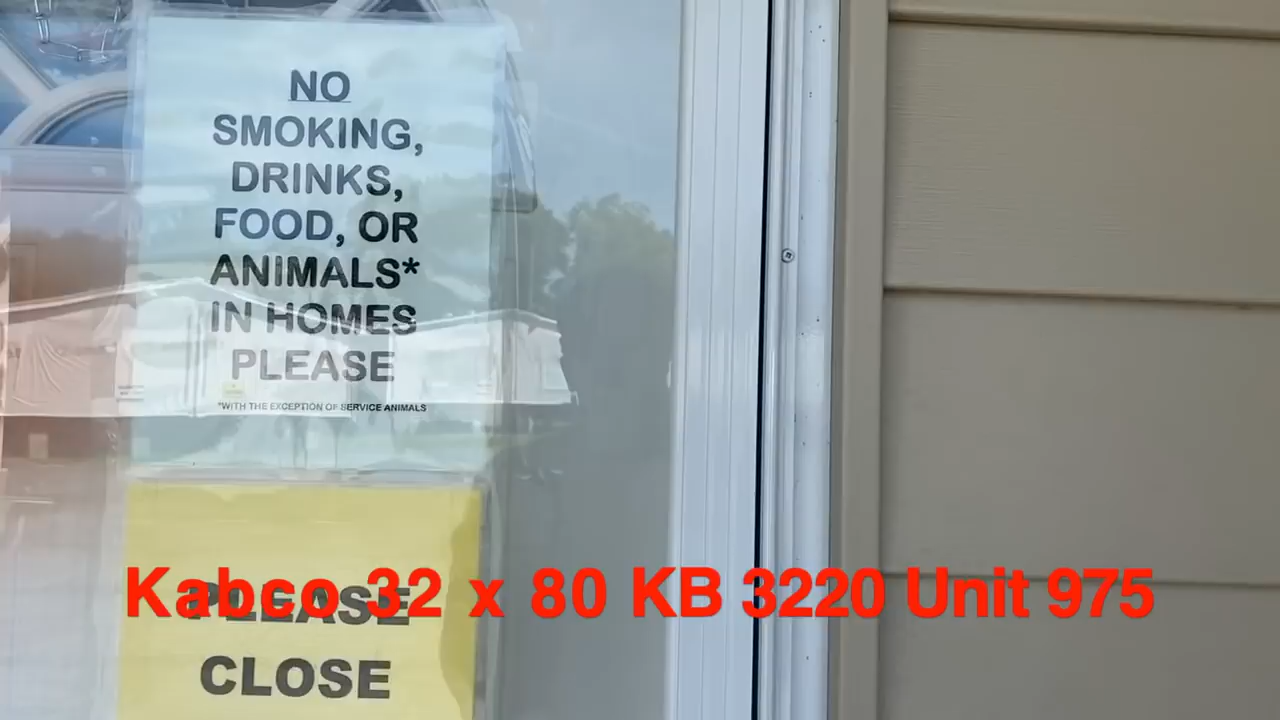 NO
SMOKING,
DRINKS,
FOOD, OR
ANIMALS*
IN HOMES
PLEASE
*WITH THE EXCEPTION OF SERVICE ANIMALS
Kabco 32 x 80 KB 3220 Unit 975
PLEASE
CLOSE